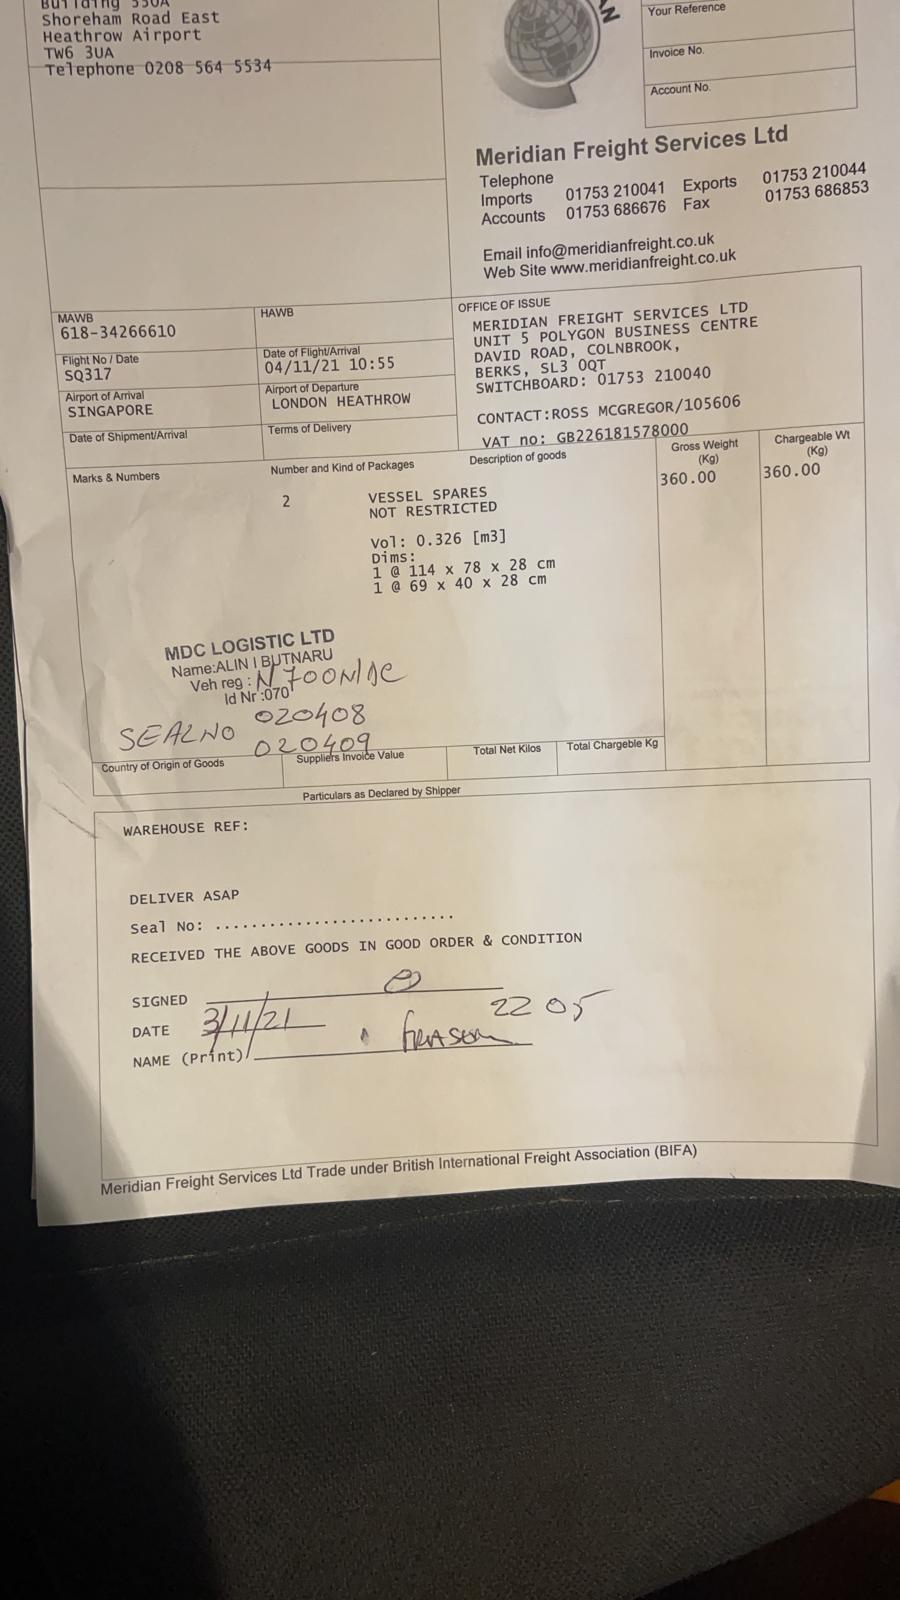 Building 550A
Shoreham Road East
Heathrow Airport
TW6 3UA
Telephone 0208 564 5534
Your Reference
Invoice No.
Account No.
Meridian Freight Services Ltd
Telephone
Imports 01753 210041 Exports 01753 210044
Accounts 01753 686676 Fax 01753 686853
Email info@meridianfreight.co.uk
Web Site www.meridianfreight.co.uk
MAWB
618-34266610
HAWB
Flight No / Date
SQ317
Date of Flight/Arrival
04/11/21 10:55
Airport of Arrival
SINGAPORE
Airport of Departure
LONDON HEATHROW
Date of Shipment/Arrival
Terms of Delivery
OFFICE OF ISSUE
MERIDIAN FREIGHT SERVICES LTD
UNIT 5 POLYGON BUSINESS CENTRE
DAVID ROAD, COLNBROOK,
BERKS, SL3 0QT
SWITCHBOARD: 01753 210040
CONTACT:ROSS MCGREGOR/105606
VAT no: GB226181578000
Marks & Numbers
Number and Kind of Packages
Description of goods
Gross Weight
(Kg)
Chargeable Wt
(Kg)
2
VESSEL SPARES
NOT RESTRICTED
360.00
360.00
Vol: 0.326 [m3]
Dims:
1 @ 114 x 78 x 28 cm
1 @ 69 x 40 x 28 cm
MDC LOGISTIC LTD
Name:ALIN I BUTNARU
Veh reg :
Id Nr :070
SEAL NO 020408
020409
Country of Origin of Goods
Suppliers Invoice Value
Total Net Kilos
Total Chargeble Kg
Particulars as Declared by Shipper
WAREHOUSE REF:
DELIVER ASAP
Seal No: ...........................
RECEIVED THE ABOVE GOODS IN GOOD ORDER & CONDITION
SIGNED
DATE 3/11/21 22 05
NAME (Print)
Meridian Freight Services Ltd Trade under British International Freight Association (BIFA)